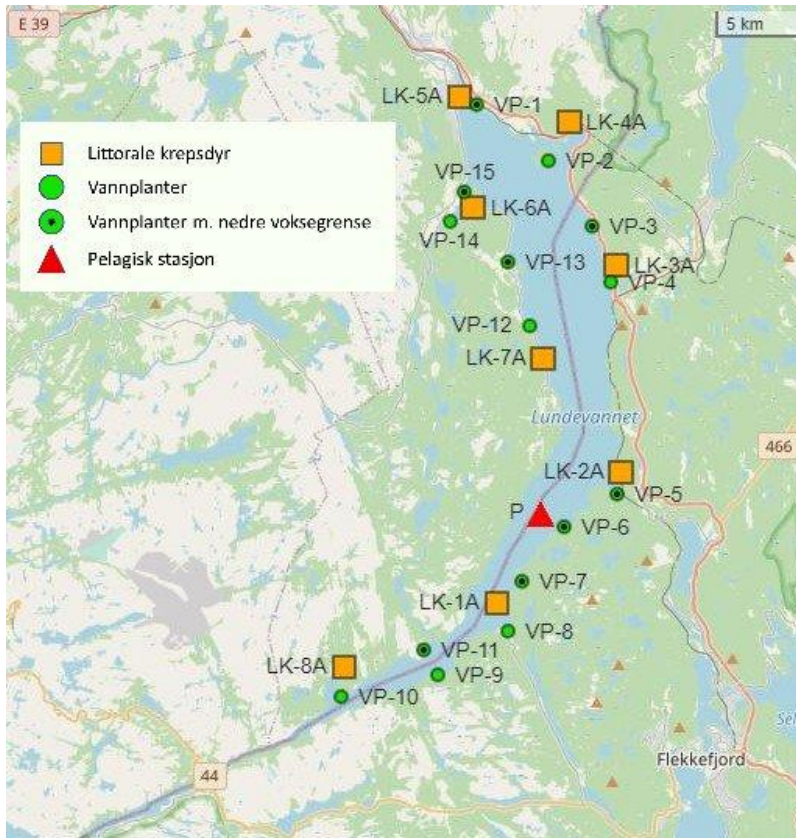 E 39
5 km
LK-5A
VP-1
LK-4A
Littorale krepsdyr
Vannplanter
Vannplanter m. nedre voksegrense
Pelagisk stasjon
VP-2
VP-15
LK-6A
VP-14
VP-3
VP-13
LK-3A
VP-4
VP-12
LK-7A
Lundevannet
466
LK-2A
VP-5
P
VP-6
VP-7
LK-1A
VP-8
VP-11
LK-8A
VP-9
VP-10
44
Flekkefjord